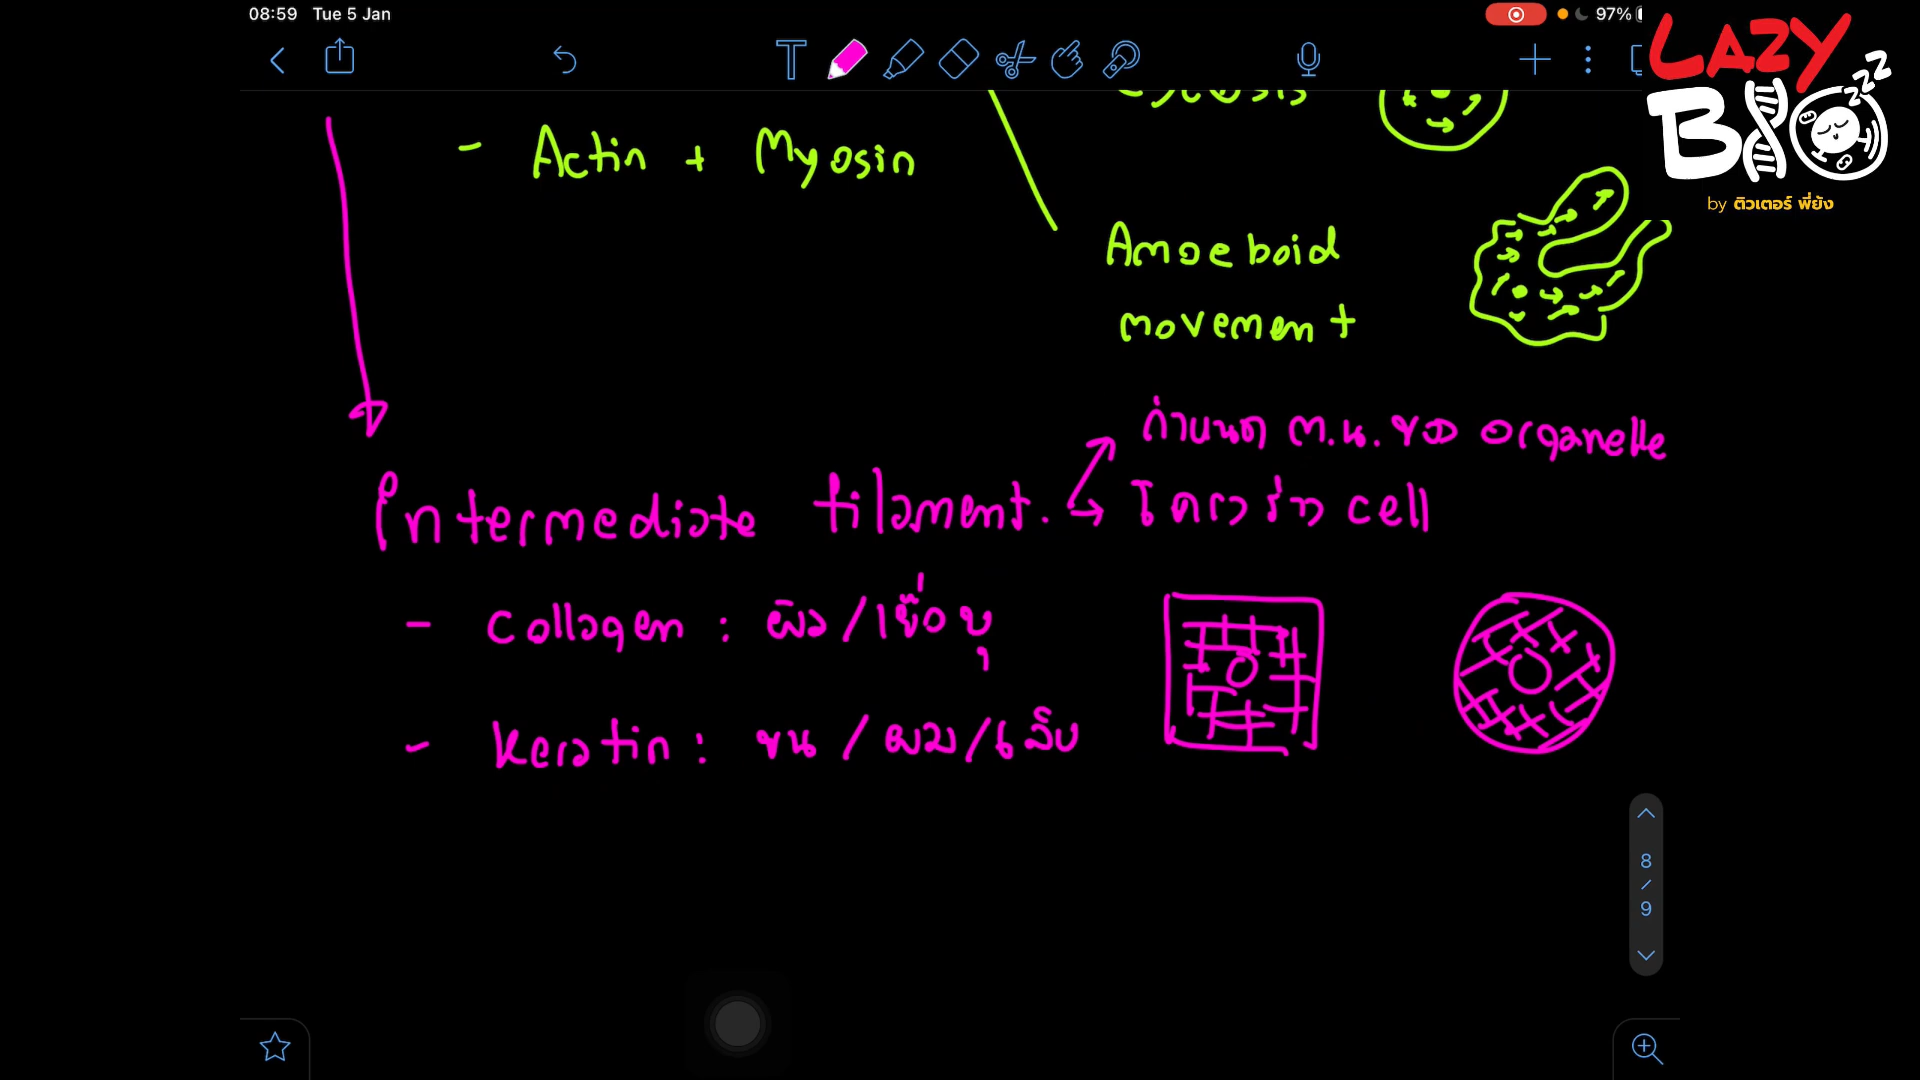 08:59 Tue 5 Jan
97%
LAZY
BIO zzz
by ติวเตอร์ พี่ยัง
- Actin + Myosin
Amoeboid
movement
กำหนด ต.น. ของ organelle
Intermediate filament.
โครงร่าง cell
- Collagen : ผิว/เยื่อบุ
- Keratin : ขน/ผม/เล็บ
8
/
9